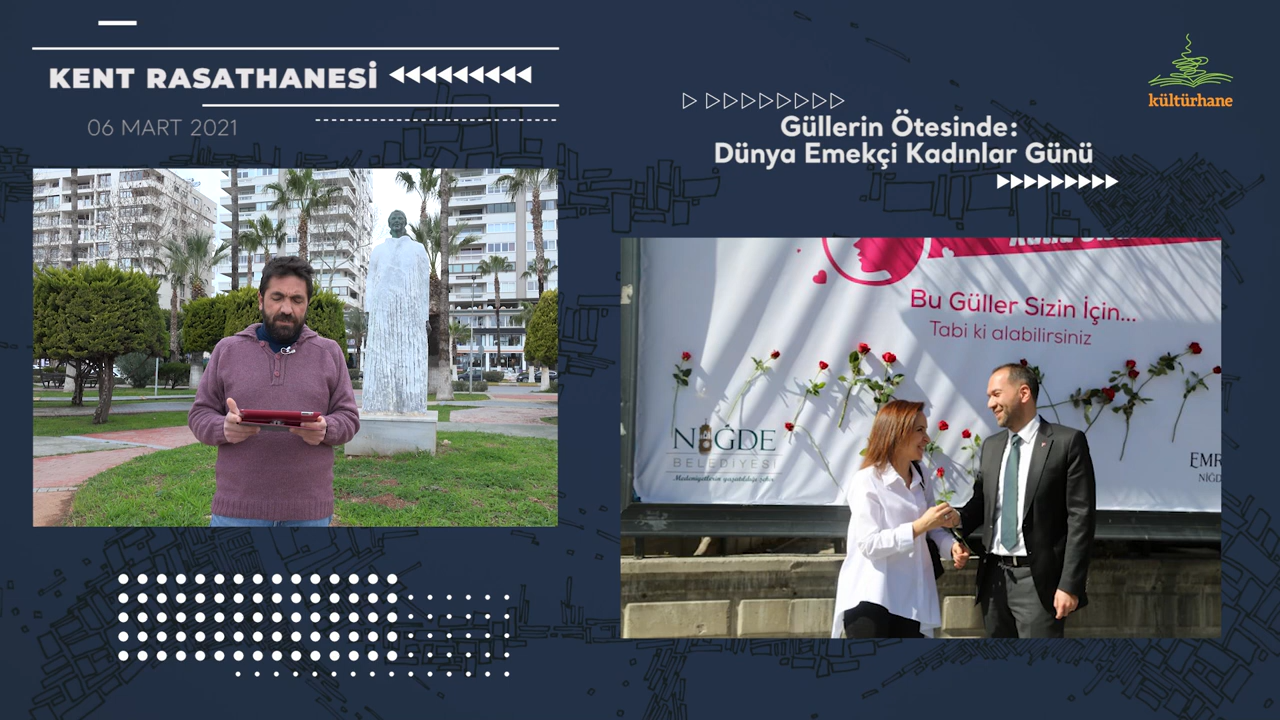 KENT RASATHANESİ
06 MART 2021
kültürhane
Güllerin Ötesinde:
Dünya Emekçi Kadınlar Günü
Bu Güller Sizin İçin...
Tabi ki alabilirsiniz
NİĞDE
BELEDİYESİ
EMR
NİĞD